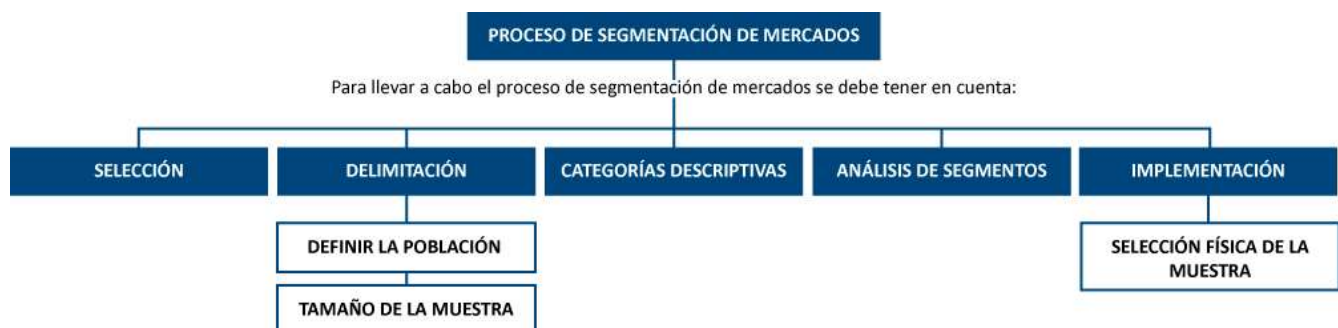 PROCESO DE SEGMENTACIÓN DE MERCADOS
Para llevar a cabo el proceso de segmentación de mercados se debe tener en cuenta:
SELECCIÓN
DELIMITACIÓN
CATEGORÍAS DESCRIPTIVAS
ANÁLISIS DE SEGMENTOS
IMPLEMENTACIÓN
DEFINIR LA POBLACIÓN
TAMAÑO DE LA MUESTRA
SELECCIÓN FÍSICA DE LA
MUESTRA